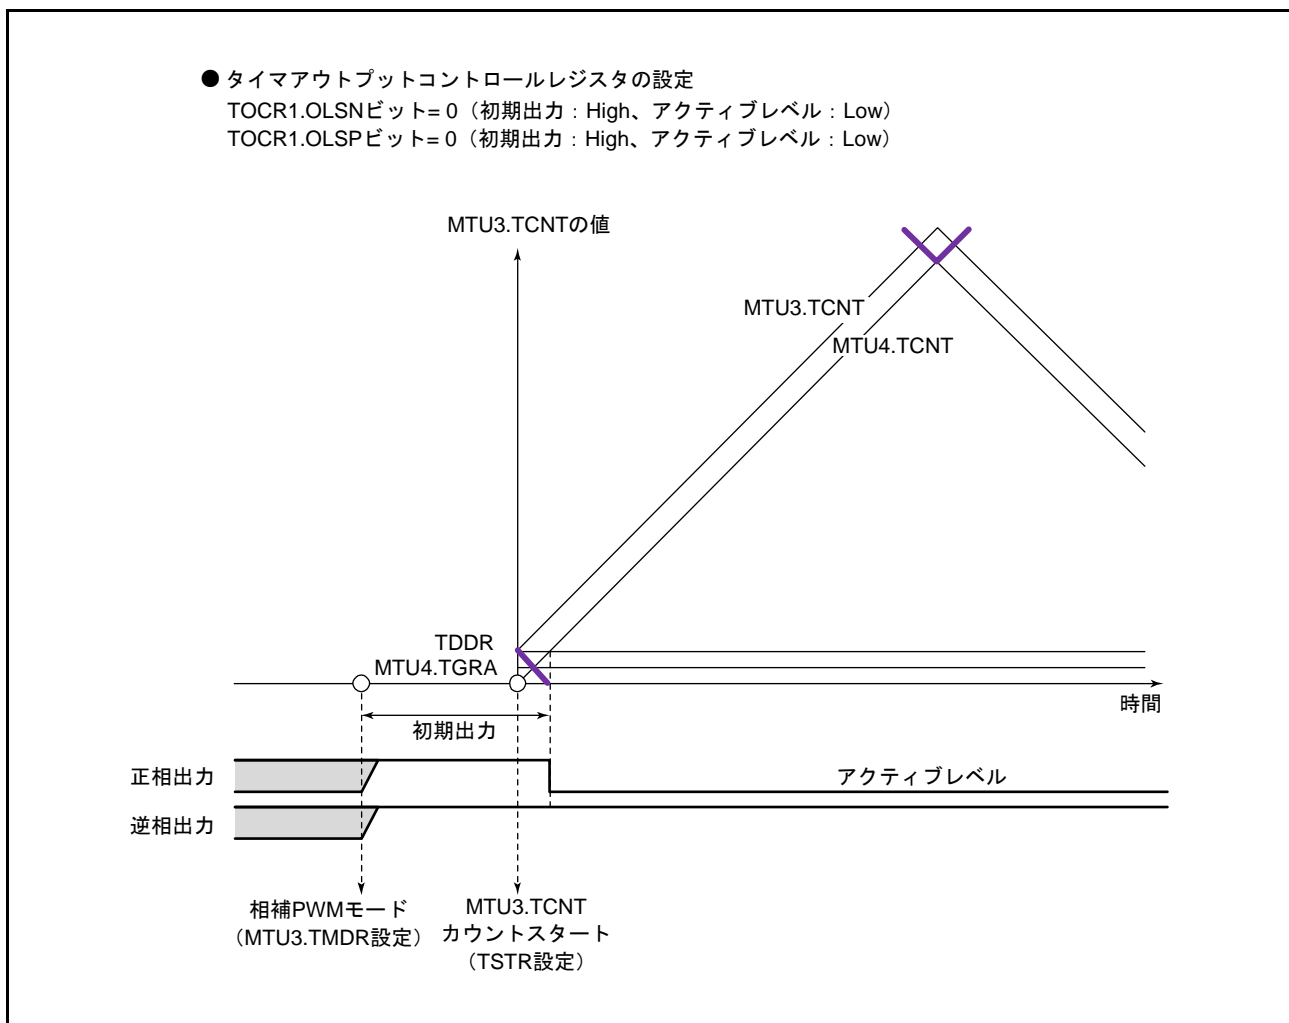 ● タイマアウトプットコントロールレジスタの設定
TOCR1.OLSNビット= 0（初期出力：High、アクティブレベル：Low）
TOCR1.OLSPビット= 0（初期出力：High、アクティブレベル：Low）
MTU3.TCNTの値
MTU3.TCNT
MTU4.TCNT
TDDR
MTU4.TGRA
時間
初期出力
正相出力
アクティブレベル
逆相出力
相補PWMモード
（MTU3.TMDR設定）
MTU3.TCNT
カウントスタート
（TSTR設定）